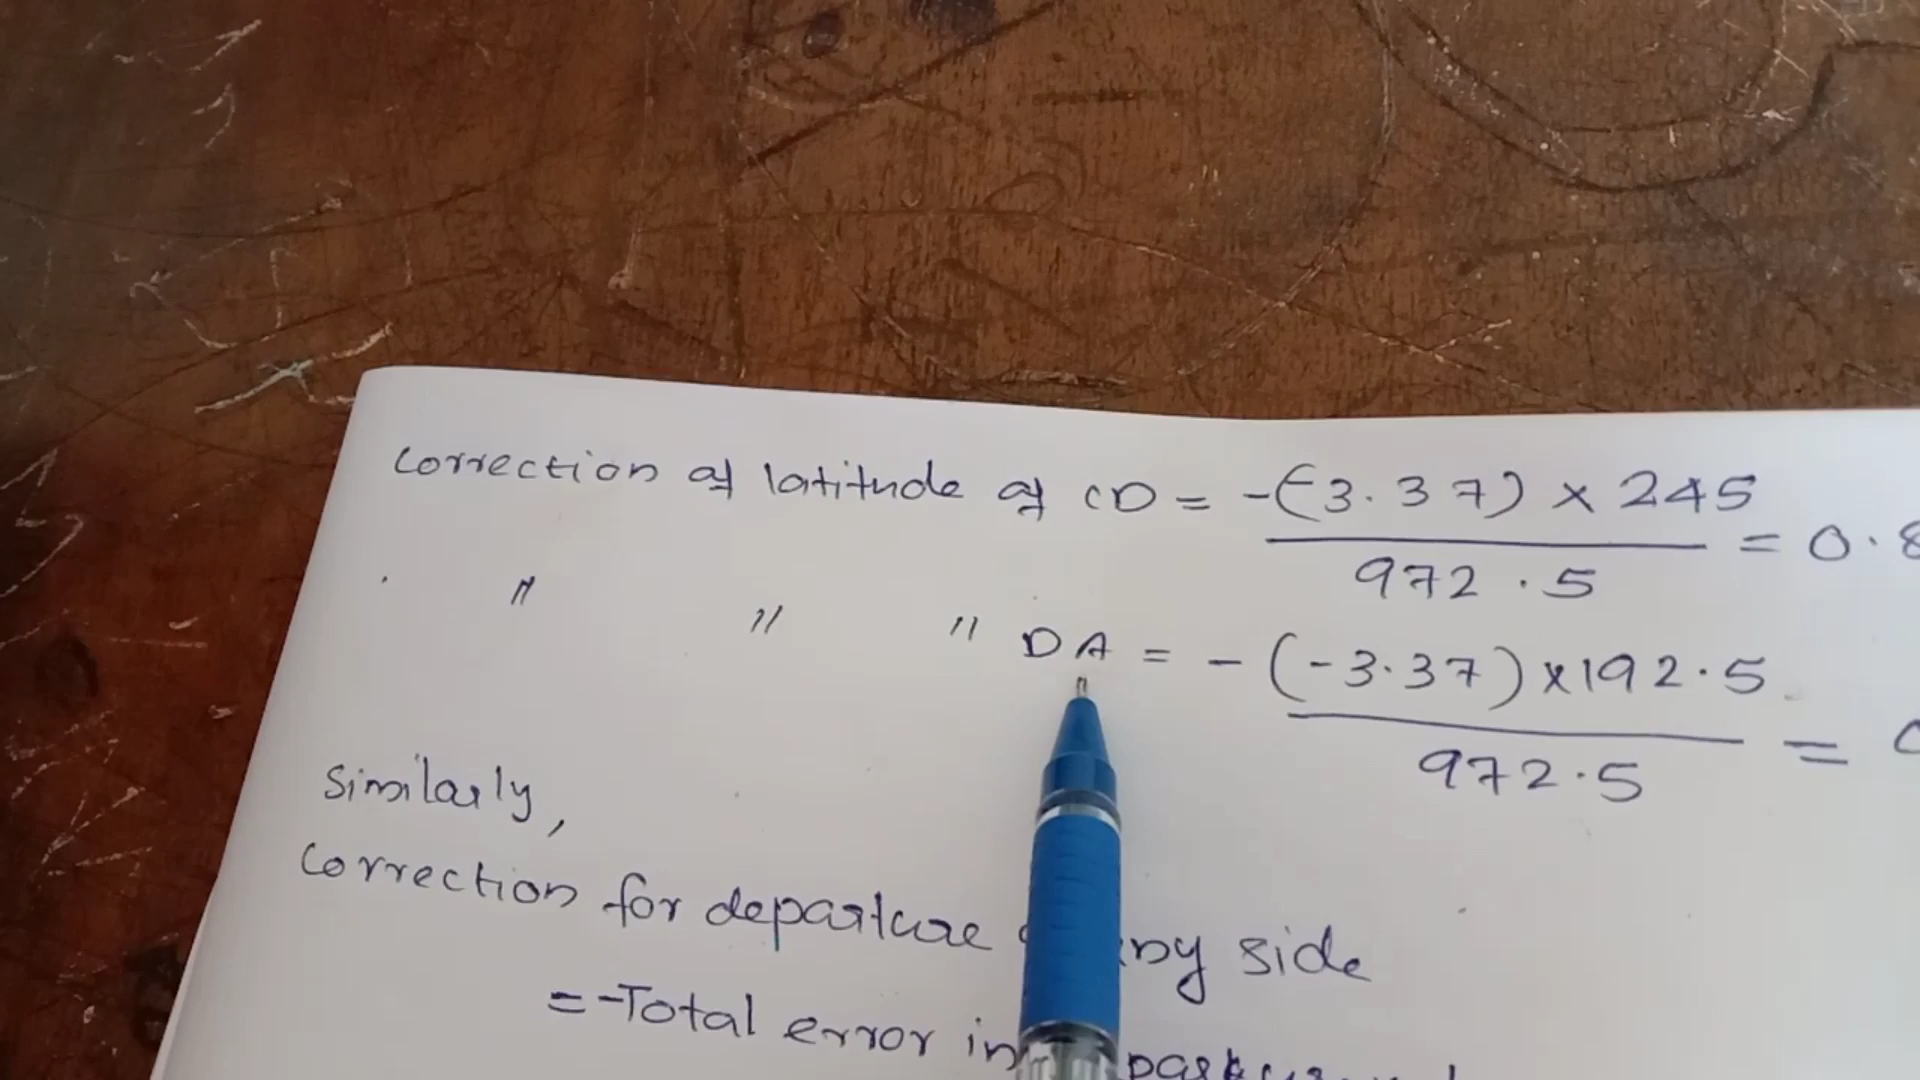 correction of latitude of CD = -(-3.37) × 245 / 972.5 = 0.8
" " " DA = -(-3.37) × 192.5 / 972.5 =
Similarly,
correction for departure any side
= -Total error in